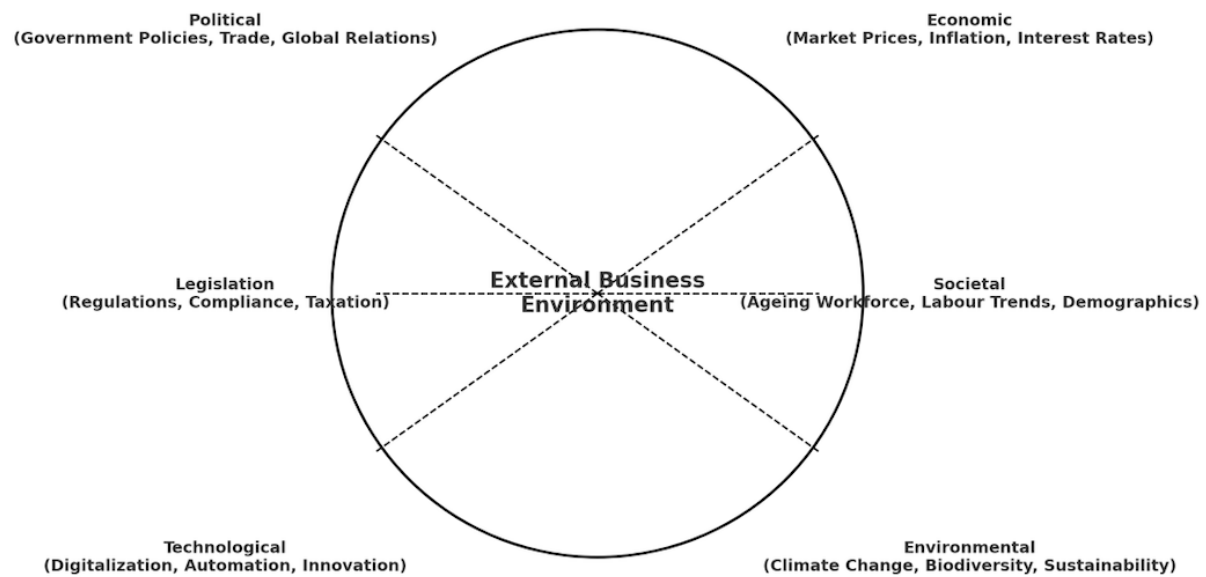 Political
(Government Policies, Trade, Global Relations)
Economic
(Market Prices, Inflation, Interest Rates)
Legislation
(Regulations, Compliance, Taxation)
External Business
Environment
Societal
(Ageing Workforce, Labour Trends, Demographics)
Technological
(Digitalization, Automation, Innovation)
Environmental
(Climate Change, Biodiversity, Sustainability)